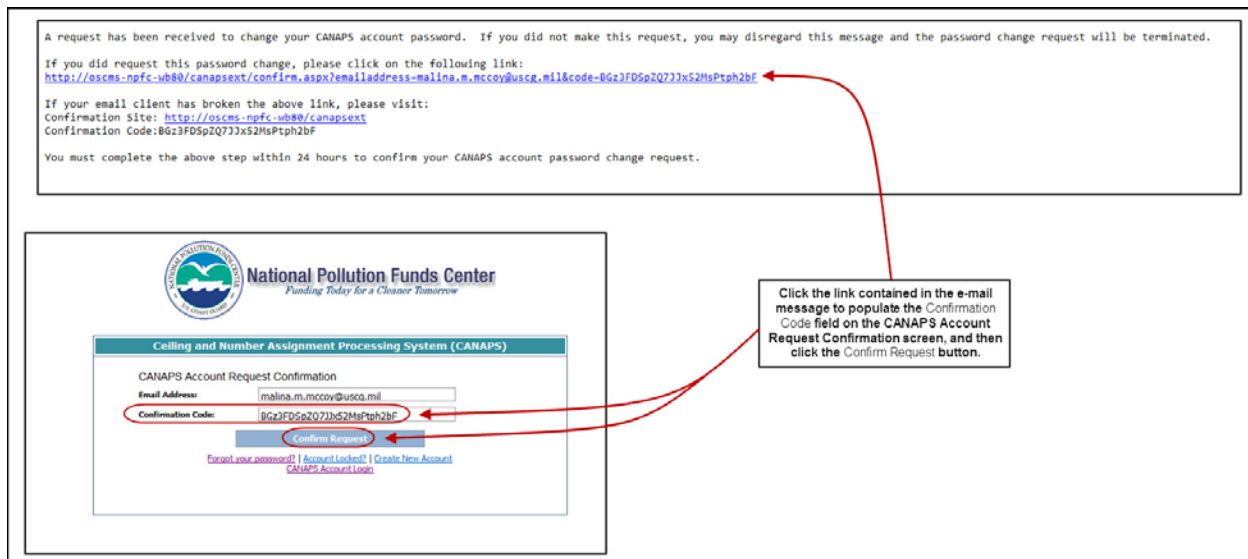 A request has been received to change your CANAPS account password.  If you did not make this request, you may disregard this message and the password change request will be terminated.
If you did request this password change, please click on the following link:
http://oscms-npfc-wb80/canapsext/confirm.aspx?emailaddress=malina.m.mccoy@uscg.mil&code=BGz3FDSpZQ7JJx52MsPtph2bF
If your email client has broken the above link, please visit:
Confirmation Site: http://oscms-npfc-wb80/canapsext
Confirmation Code:BGz3FDSpZQ7JJx52MsPtph2bF
You must complete the above step within 24 hours to confirm your CANAPS account password change request.
NATIONAL POLLUTION FUNDS CENTER
U.S. COAST GUARD
National Pollution Funds Center
Funding Today for a Cleaner Tomorrow
Ceiling and Number Assignment Processing System (CANAPS)
CANAPS Account Request Confirmation
Email Address: malina.m.mccoy@uscg.mil
Confirmation Code: BGz3FDSpZQ7JJx52MsPtph2bF
Confirm Request
Forgot your password? | Account Locked? | Create New Account
CANAPS Account Login
Click the link contained in the e-mail
message to populate the Confirmation
Code field on the CANAPS Account
Request Confirmation screen, and then
click the Confirm Request button.